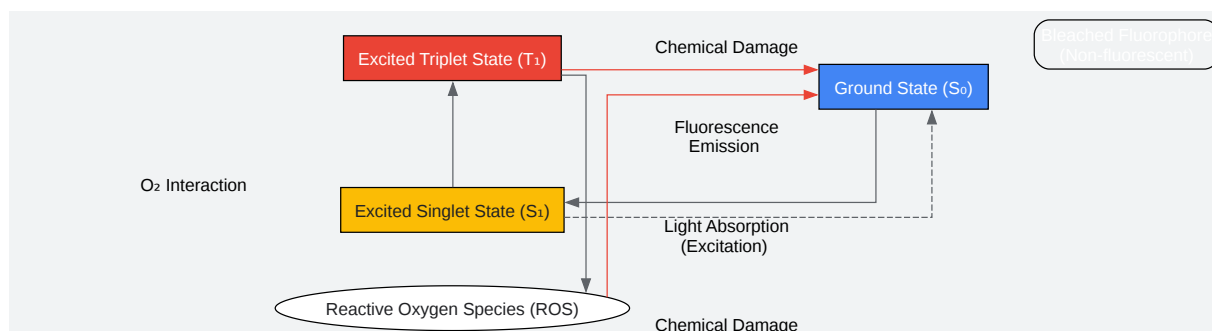 Bleached Fluorophore
(Non-fluorescent)
Chemical Damage
Excited Triplet State (T₁)
Ground State (S₀)
Fluorescence
Emission
O₂ Interaction
Excited Singlet State (S₁)
Light Absorption
(Excitation)
Reactive Oxygen Species (ROS)
Chemical Damage